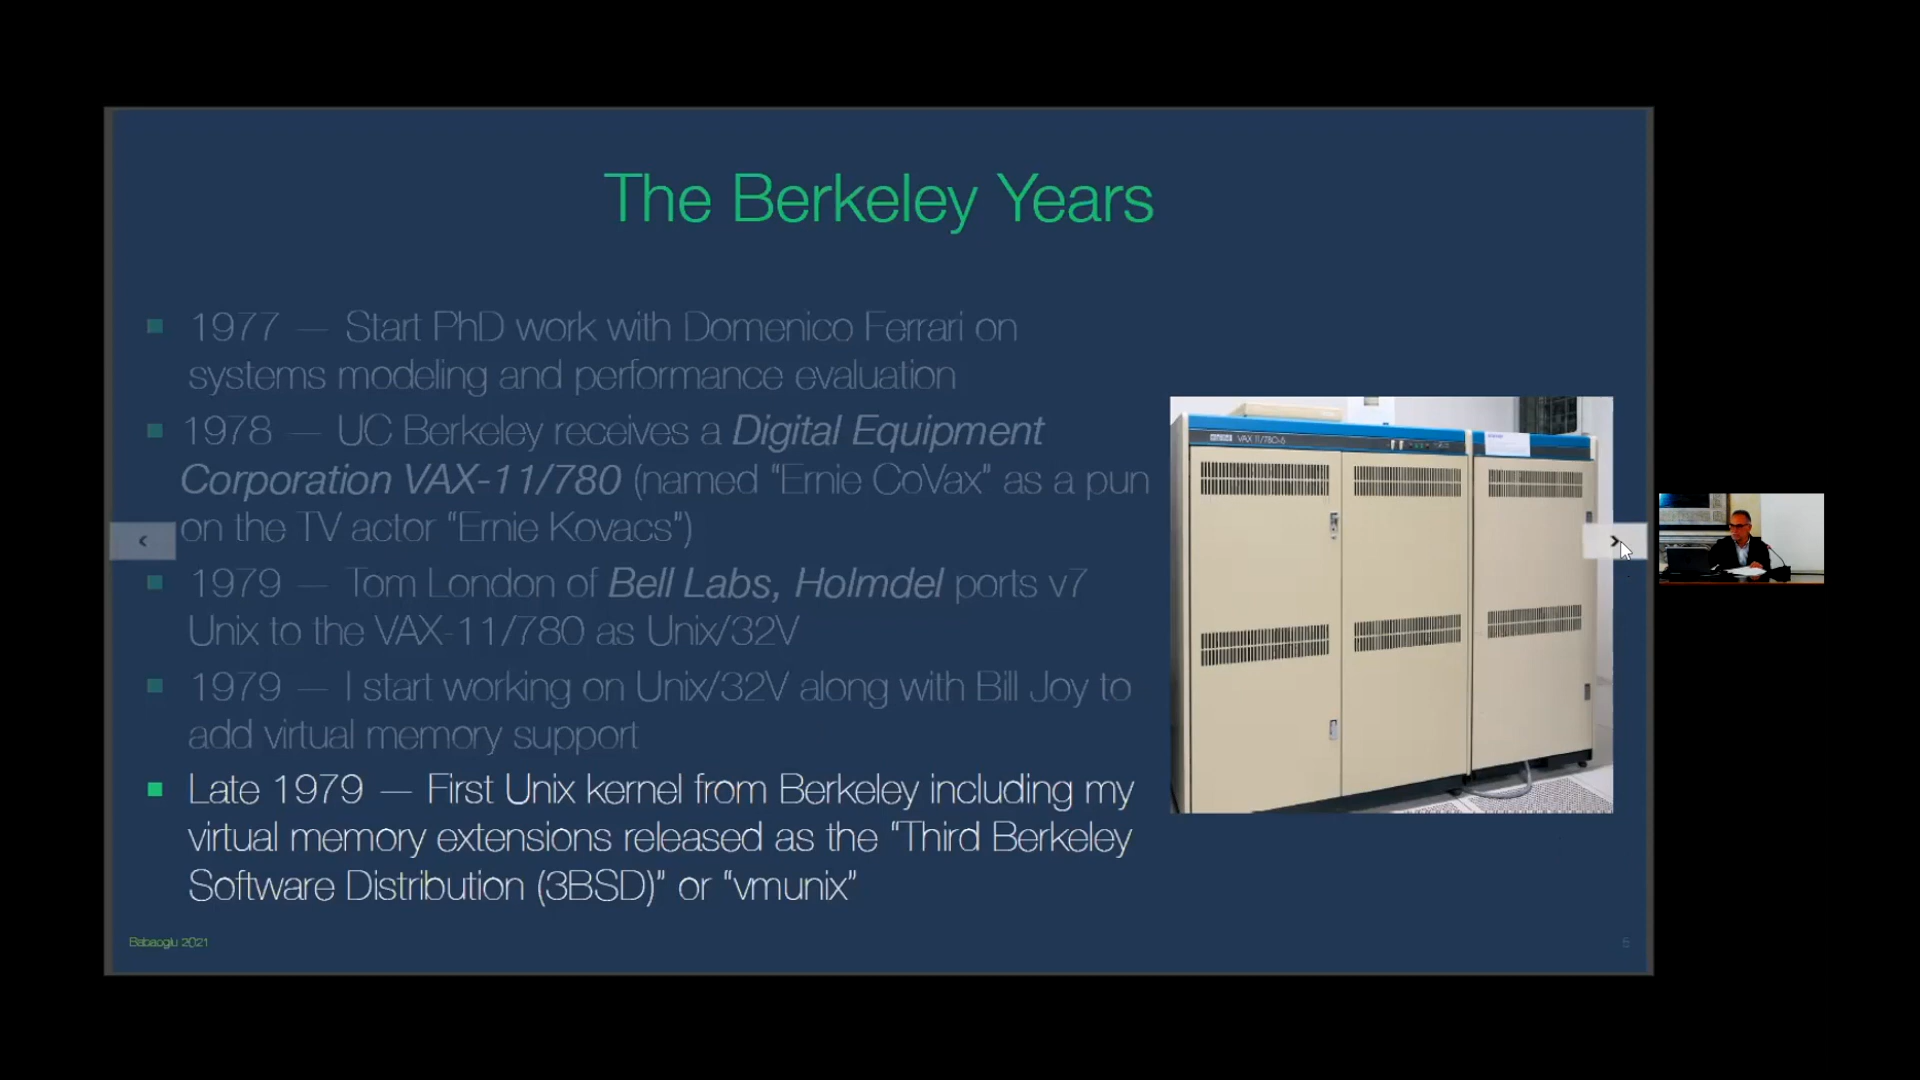 The Berkeley Years
1977 — Start PhD work with Domenico Ferrari on
systems modeling and performance evaluation
1978 — UC Berkeley receives a Digital Equipment
Corporation VAX-11/780 (named “Ernie CoVax” as a pun
on the TV actor “Ernie Kovacs”)
1979 — Tom London of Bell Labs, Holmdel ports v7
Unix to the VAX-11/780 as Unix/32V
1979 — I start working on Unix/32V along with Bill Joy to
add virtual memory support
Late 1979 — First Unix kernel from Berkeley including my
virtual memory extensions released as the “Third Berkeley
Software Distribution (3BSD)” or “vmunix”
VAX 11/780-5
Babaoglu 2021